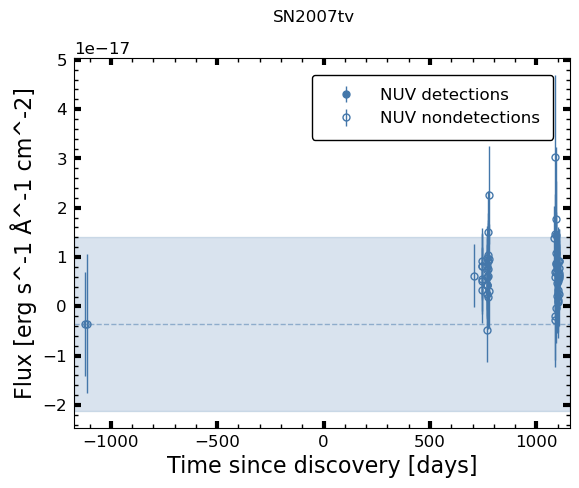 SN2007tv
1e−17
5
4
3
2
1
0
−1
−2
Flux [erg s^-1 Å^-1 cm^-2]
NUV detections
NUV nondetections
−1000
−500
0
500
1000
Time since discovery [days]